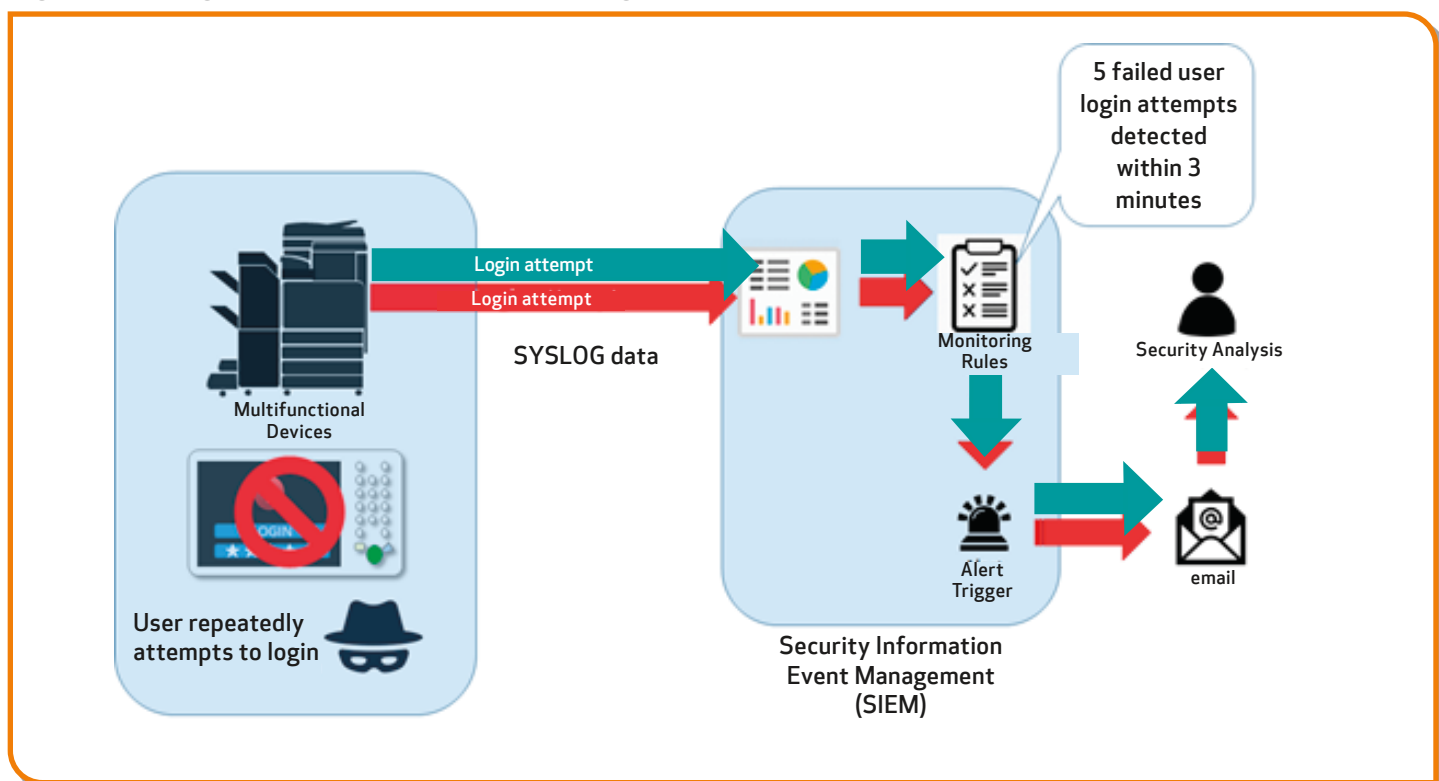 5 failed user
login attempts
detected
within 3
minutes
Login attempt
Login attempt
SYSLOG data
Multifunctional
Devices
LOGIN
User repeatedly
attempts to login
Monitoring
Rules
Alert
Trigger
Security Information
Event Management
(SIEM)
@
email
Security Analysis